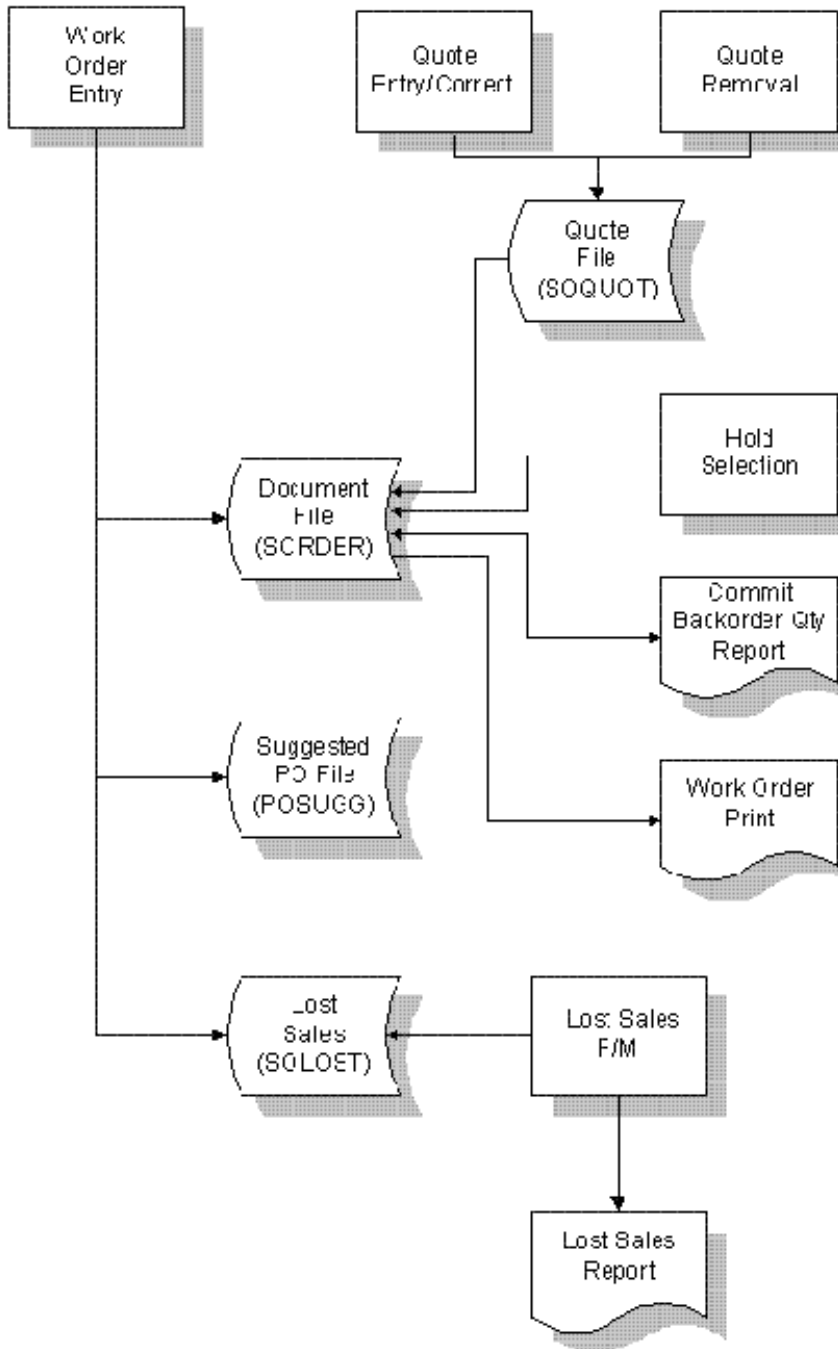 Work
Order
Entry
Quote
Entry/Correct
Quote
Removal
Quote
File
(SOQUOT)
Hold
Selection
Document
File
(SCRDER)
Commit
Backorder Qty
Report
Suggested
PO File
(POSUGG)
Work Order
Print
Lost
Sales
(SOLOST)
Lost Sales
F/M
Lost Sales
Report